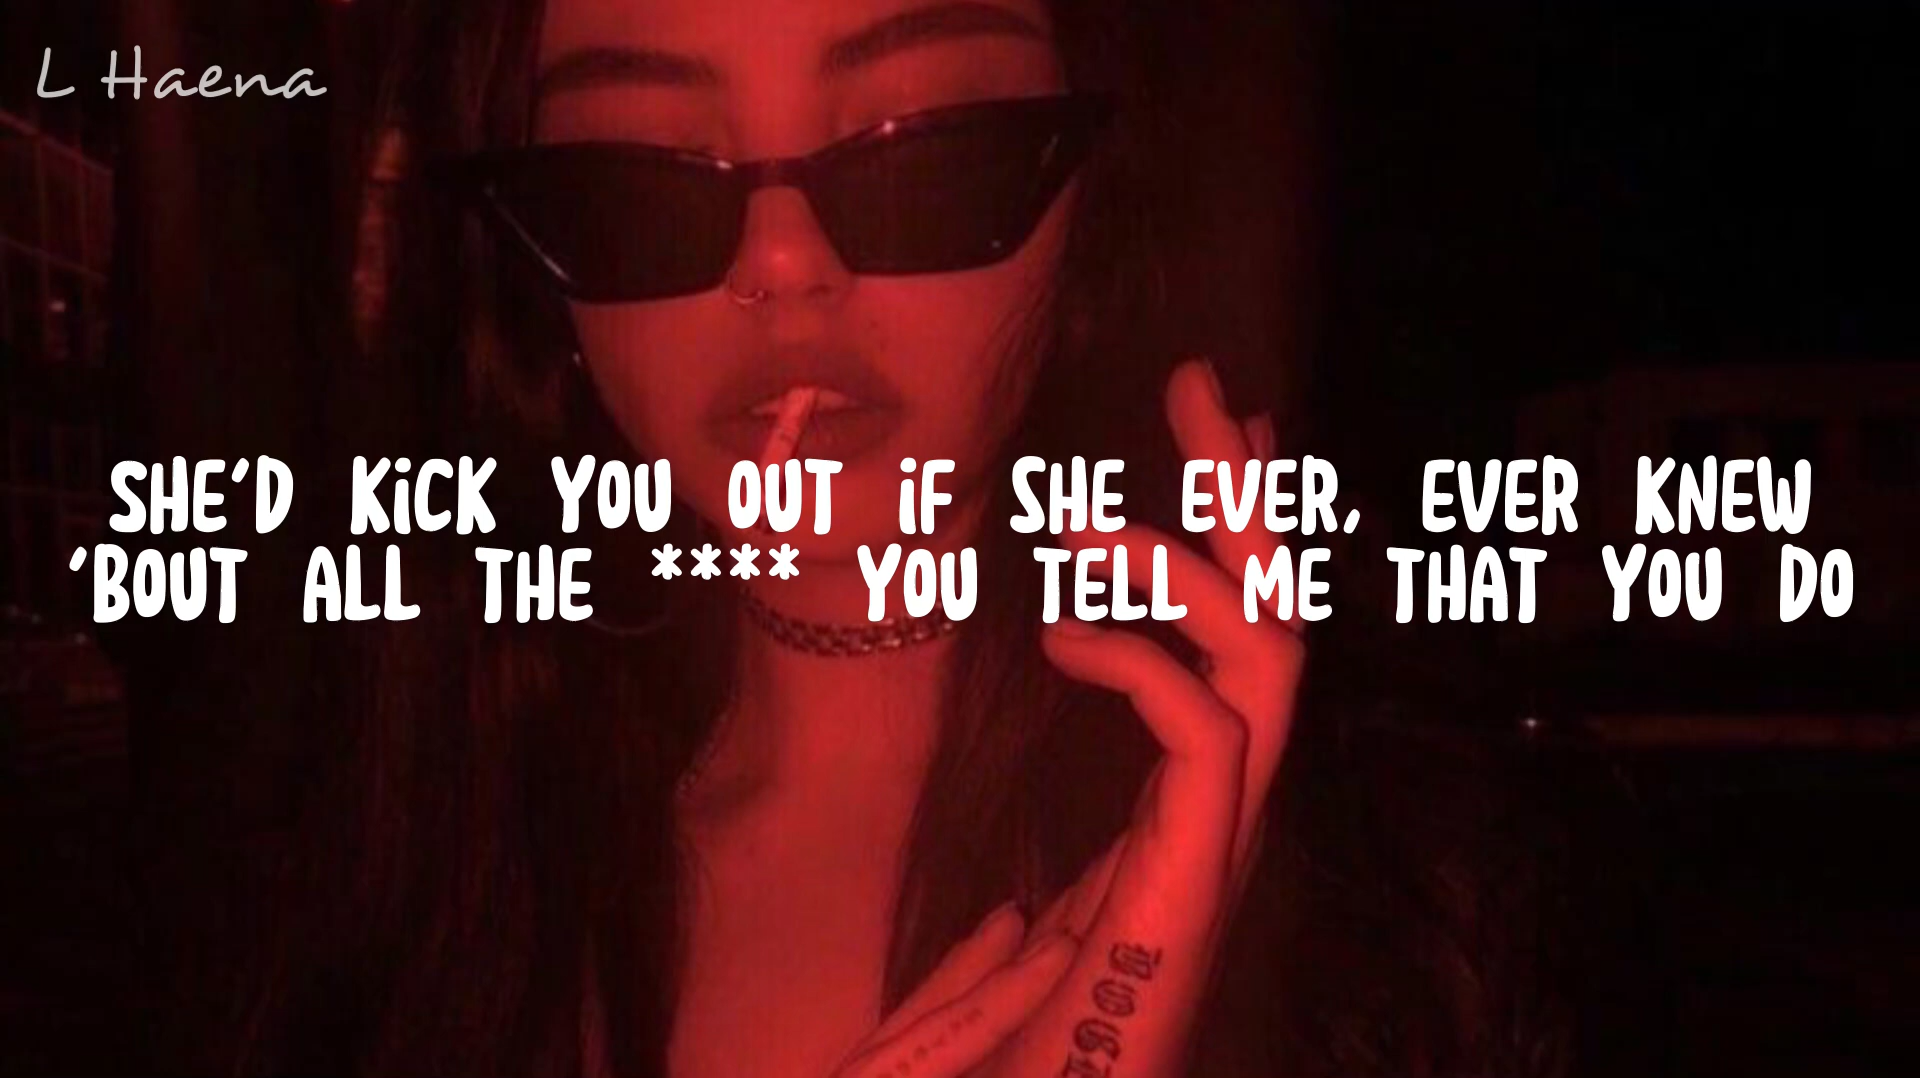 L Haena
SHE'D KiCK YOU OUT iF SHE EVER, EVER KNEW
'BOUT ALL THE **** YOU TELL ME THAT YOU DO